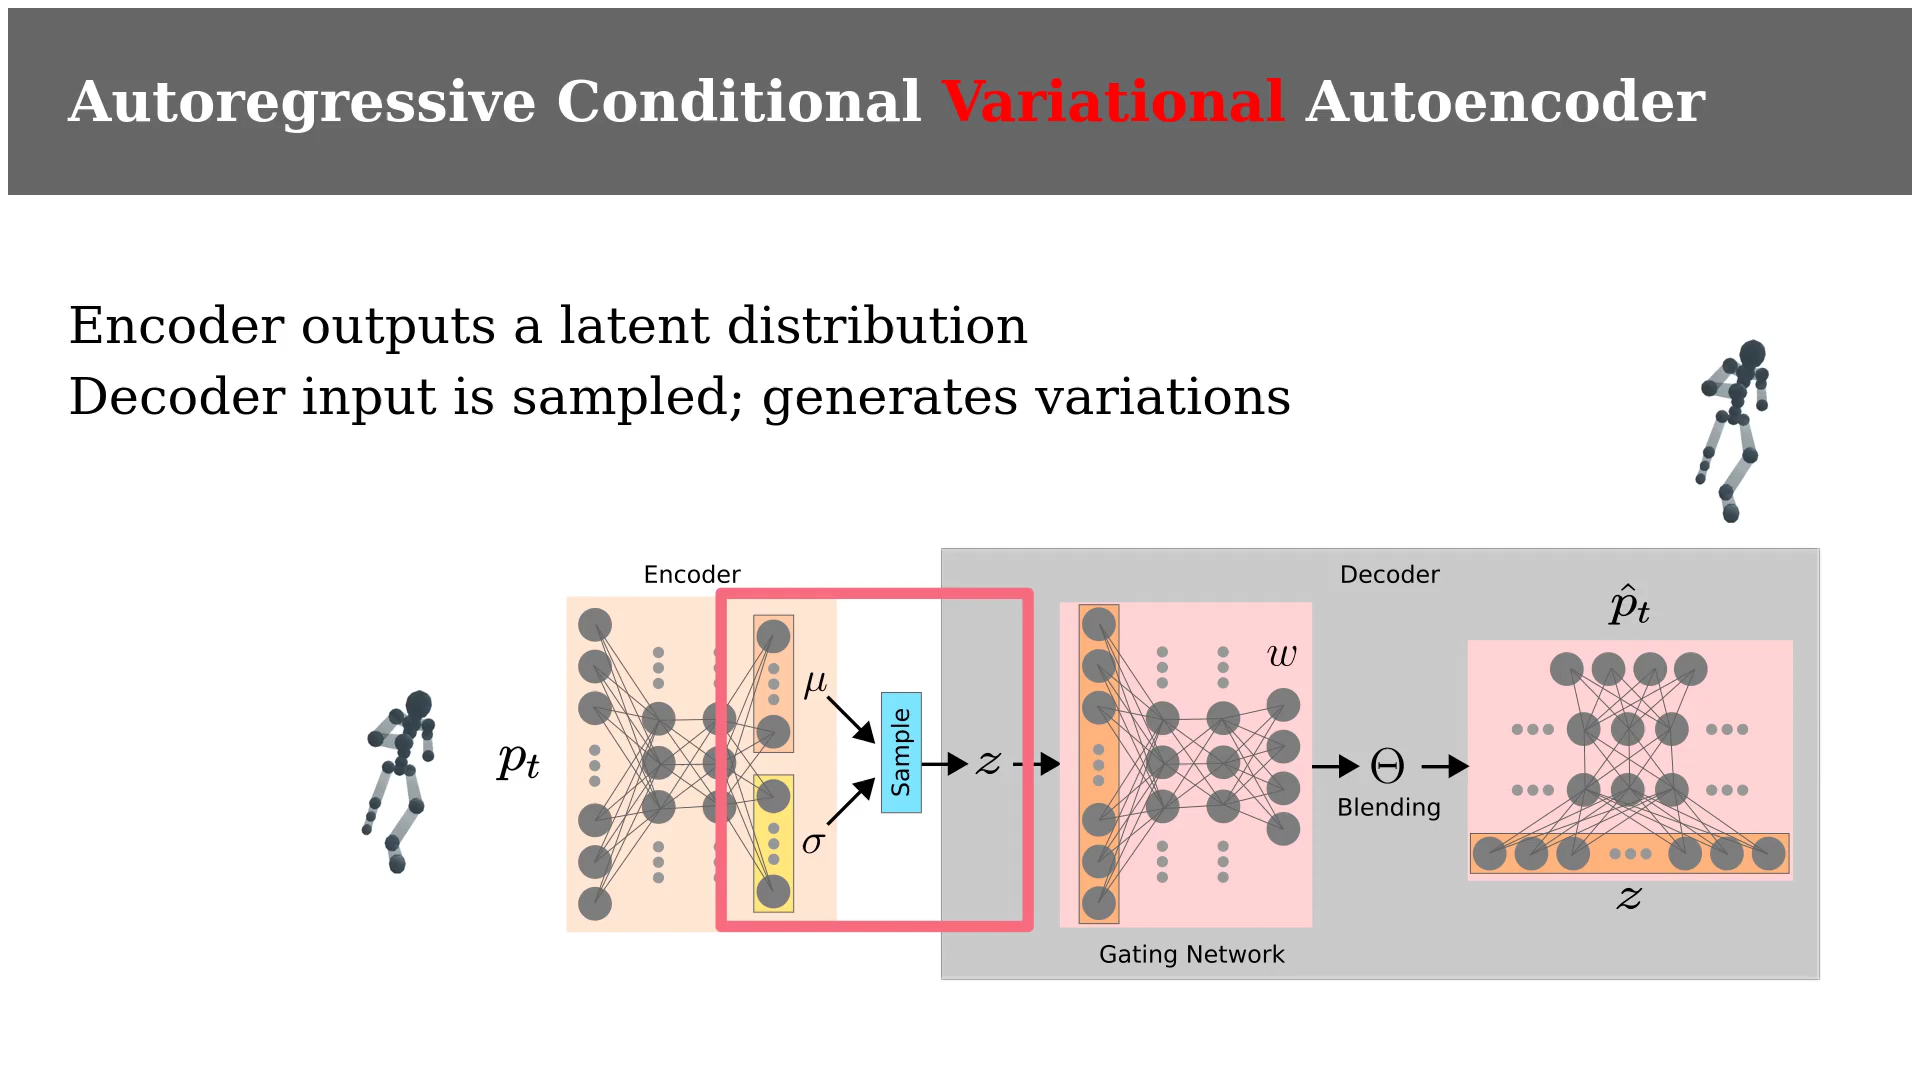 Autoregressive Conditional Variational Autoencoder
Encoder outputs a latent distribution
Decoder input is sampled; generates variations
Encoder
Decoder
p̂_t
μ
w
Sample
p_t
z
Θ
Blending
σ
z
Gating Network